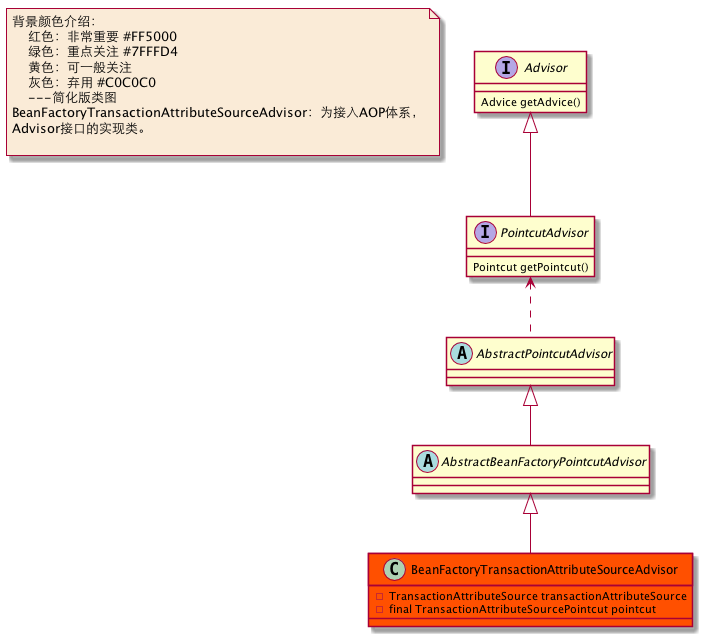 背景颜色介绍：
红色：非常重要 #FF5000
绿色：重点关注 #7FFFD4
黄色：可一般关注
灰色：弃用 #C0C0C0
---简化版类图
BeanFactoryTransactionAttributeSourceAdvisor：为接入AOP体系，
Advisor接口的实现类。
I Advisor
Advice getAdvice()
I PointcutAdvisor
Pointcut getPointcut()
A AbstractPointcutAdvisor
A AbstractBeanFactoryPointcutAdvisor
C BeanFactoryTransactionAttributeSourceAdvisor
TransactionAttributeSource transactionAttributeSource
final TransactionAttributeSourcePointcut pointcut